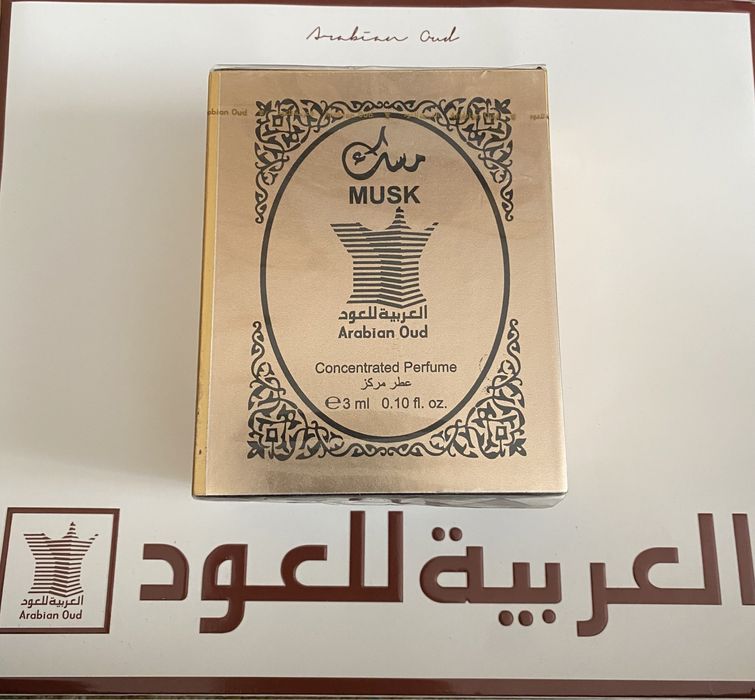 Arabian Oud
abian Oud
مسك
MUSK
العربية للعود
Arabian Oud
Concentrated Perfume
عطر مركز
℮3 ml 0.10 fl. oz.
العربية للعود
العربية للعود
Arabian Oud